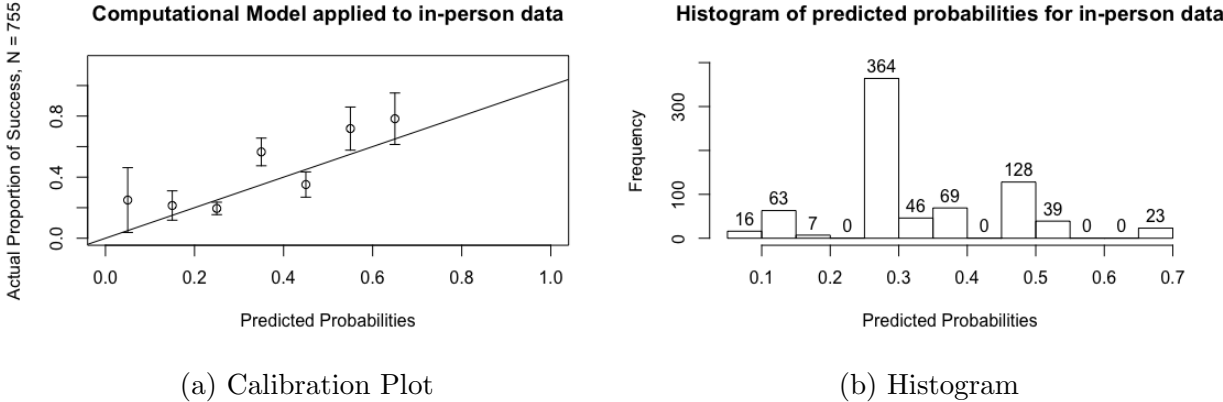 Computational Model applied to in-person data
Actual Proportion of Success, N = 755
0.0 0.4 0.8
0.0 0.2 0.4 0.6 0.8 1.0
Predicted Probabilities
(a) Calibration Plot
Histogram of predicted probabilities for in-person data
Frequency
0 100 300
16 63 7 0 364 46 69 0 128 39 0 0 23
0.1 0.2 0.3 0.4 0.5 0.6 0.7
Predicted Probabilities
(b) Histogram